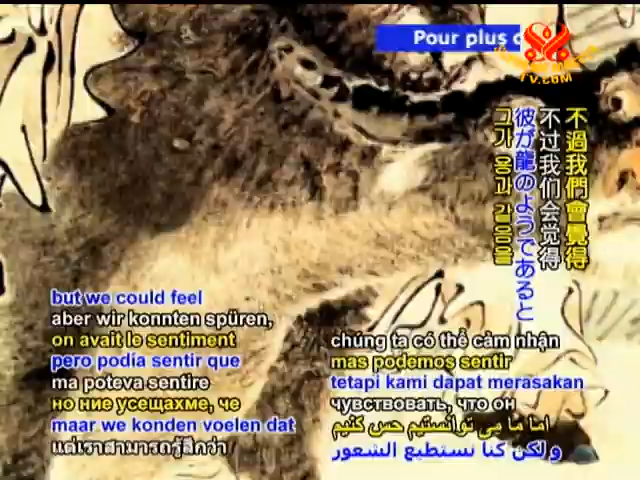 Pour plus
TV.COM
不過我們會覺得
不过我们会觉得
彼が龍のようであると
그가 용과 같음을
but we could feel
aber wir konnten spüren,
on avait le sentiment
pero podía sentir que
ma poteva sentire
но ние усещахме, че
maar we konden voelen dat
แต่เราสามารถรู้สึกว่า
chúng ta có thể cảm nhận
mas podemos sentir
tetapi kami dapat merasakan
чувствовать, что он
اما ما می توانستیم حس کنیم
و لكن كنا نستطيع الشعور